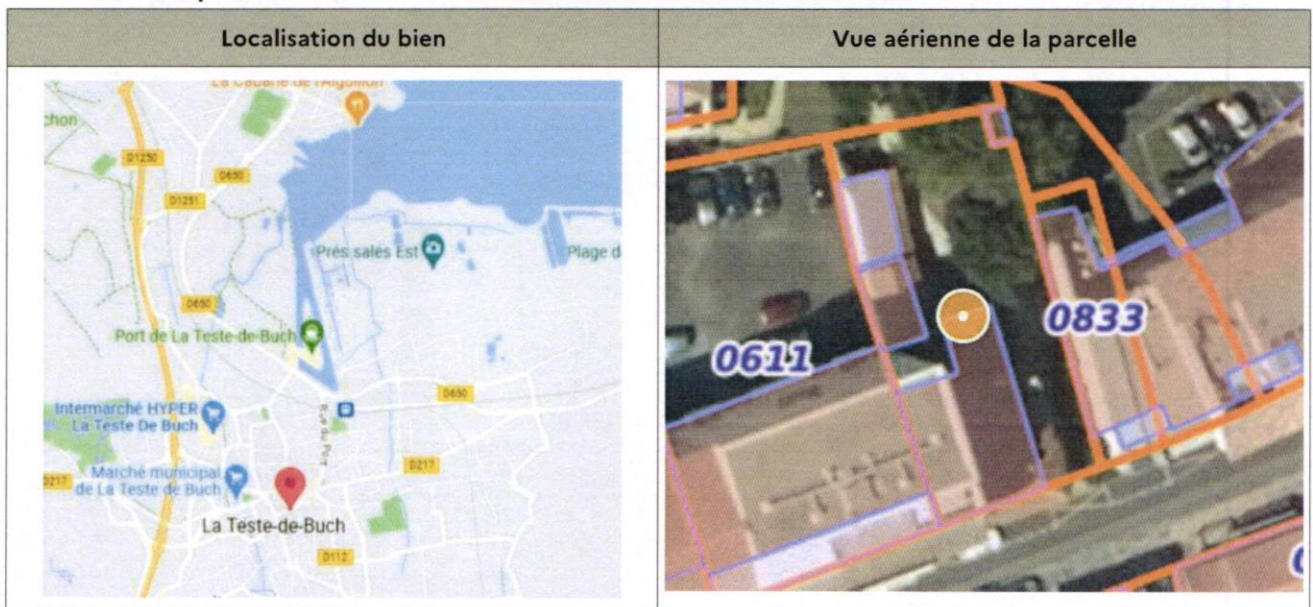 Localisation du bien
Vue aérienne de la parcelle
La Cabane de l'Aiguillon
chon
D1250
D650
D1251
Prés salés Est
Plage d
D650
Port de La Teste-de-Buch
D650
Intermarché HYPER
La Teste De Buch
R. du Port
D217
Marché municipal
de La Teste de Buch
D217
La Teste-de-Buch
D112
0611
0833